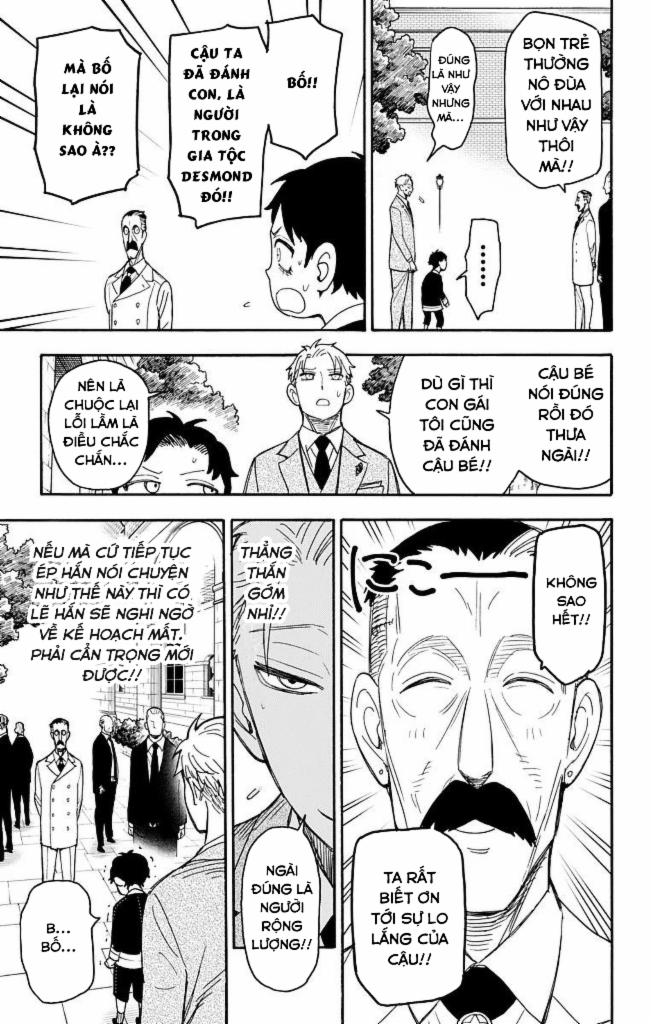 BỌN TRẺ
THƯỜNG
NÔ ĐÙA
VỚI NHAU
NHƯ VẬY
THÔI
MÀ!!
ĐÚNG
LÀ NHƯ
VẬY
NHƯNG
MÀ...
.....
BỐ!!
CẬU TA
ĐÃ ĐÁNH
CON, LÀ
NGƯỜI
TRONG
GIA TỘC
DESMOND
ĐÓ!!
MÀ BỐ
LẠI NÓI
LÀ
KHÔNG
SAO À??
CẬU BÉ
NÓI ĐÚNG
RỒI ĐÓ
THƯA
NGÀI!!
DÙ GÌ THÌ
CON GÁI
TÔI CŨNG
ĐÃ ĐÁNH
CẬU BÉ!!
NÊN LÀ
CHUỘC LẠI
LỖI LẦM LÀ
ĐIỀU CHẮC
CHẮN...
KHÔNG
SAO
HẾT!!
TA RẤT
BIẾT ƠN
TỚI SỰ LO
LẮNG CỦA
CẬU!!
THẲNG
THẮN
GỚM
NHỈ!!
NGÀI
ĐÚNG LÀ
NGƯỜI
RỘNG
LƯỢNG!!
NẾU MÀ CỨ TIẾP TỤC
ÉP HẮN NÓI CHUYỆN
NHƯ THẾ NÀY THÌ CÓ
LẼ HẮN SẼ NGHI NGỜ
VỀ KẾ HOẠCH MẤT.
PHẢI CẨN TRỌNG MỚI
ĐƯỢC!!
B...
BỐ...